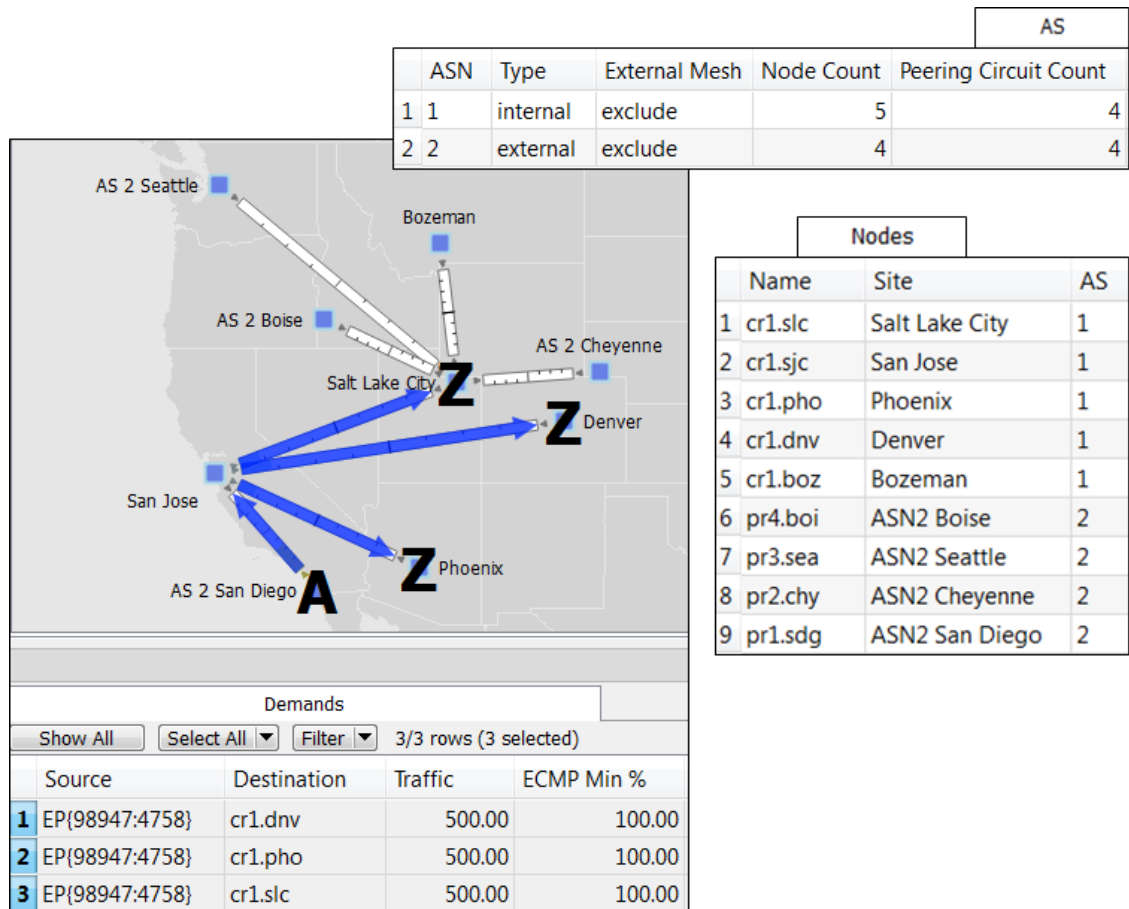 AS
ASN Type External Mesh Node Count Peering Circuit Count
1 1 internal exclude 5 4
2 2 external exclude 4 4
AS 2 Seattle
Bozeman
AS 2 Boise
AS 2 Cheyenne
Salt Lake City
Z
Z
Denver
San Jose
Z
Phoenix
AS 2 San Diego
A
Nodes
Name Site AS
1 cr1.slc Salt Lake City 1
2 cr1.sjc San Jose 1
3 cr1.pho Phoenix 1
4 cr1.dnv Denver 1
5 cr1.boz Bozeman 1
6 pr4.boi ASN2 Boise 2
7 pr3.sea ASN2 Seattle 2
8 pr2.chy ASN2 Cheyenne 2
9 pr1.sdg ASN2 San Diego 2
Demands
Show All Select All Filter 3/3 rows (3 selected)
Source Destination Traffic ECMP Min %
1 EP{98947:4758} cr1.dnv 500.00 100.00
2 EP{98947:4758} cr1.pho 500.00 100.00
3 EP{98947:4758} cr1.slc 500.00 100.00